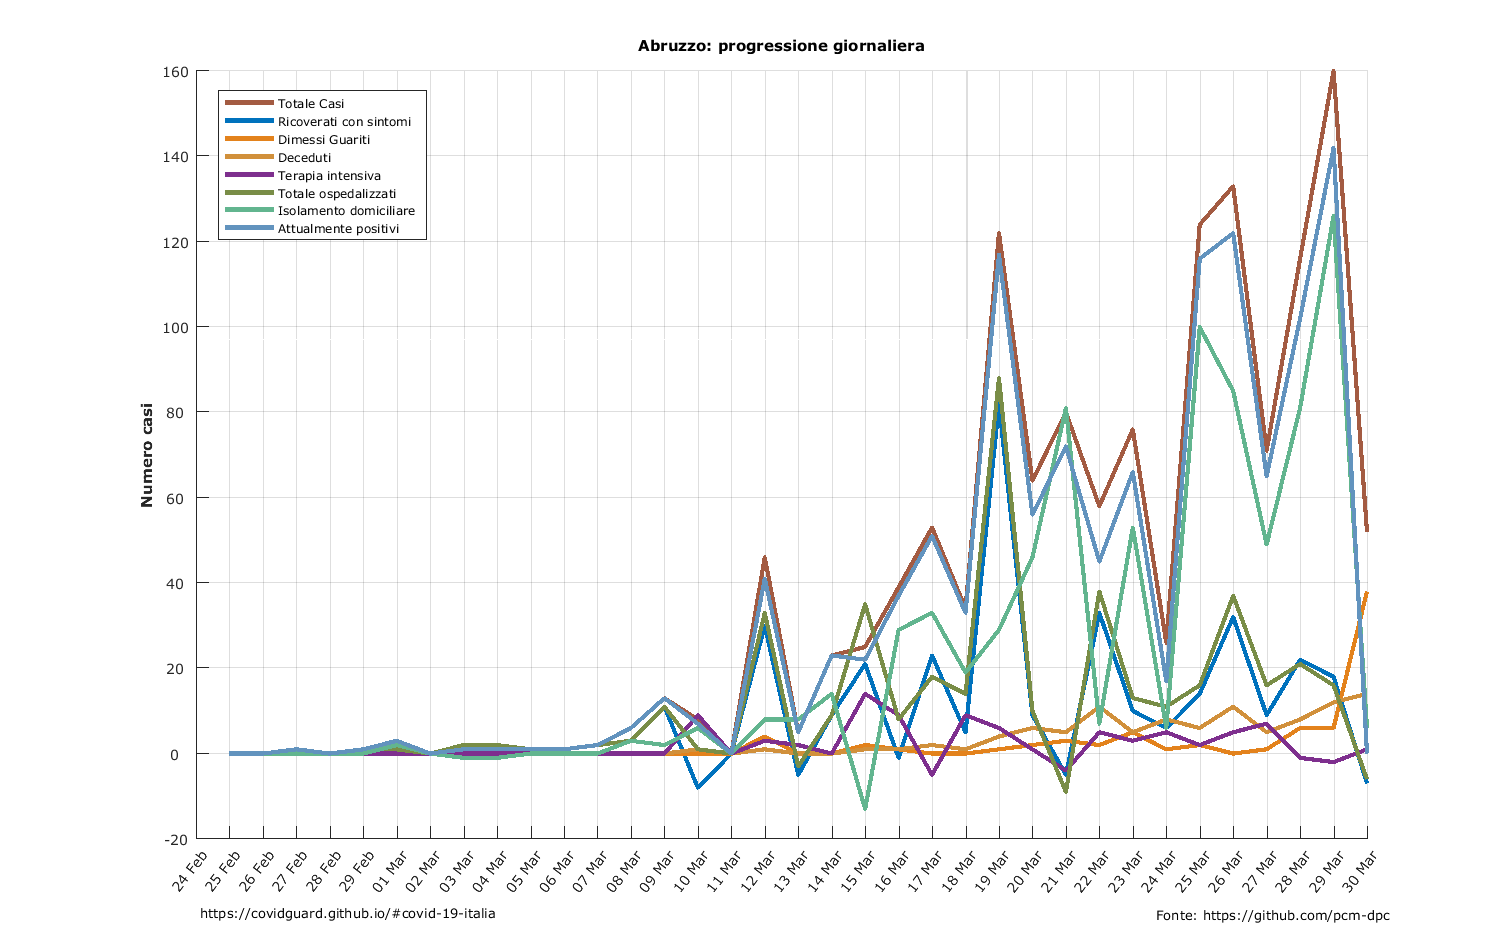 Abruzzo: progressione giornaliera
160
140
120
100
80
60
40
20
0
-20
Numero casi
Totale Casi
Ricoverati con sintomi
Dimessi Guariti
Deceduti
Terapia intensiva
Totale ospedalizzati
Isolamento domiciliare
Attualmente positivi
24 Feb
25 Feb
26 Feb
27 Feb
28 Feb
29 Feb
01 Mar
02 Mar
03 Mar
04 Mar
05 Mar
06 Mar
07 Mar
08 Mar
09 Mar
10 Mar
11 Mar
12 Mar
13 Mar
14 Mar
15 Mar
16 Mar
17 Mar
18 Mar
19 Mar
20 Mar
21 Mar
22 Mar
23 Mar
24 Mar
25 Mar
26 Mar
27 Mar
28 Mar
29 Mar
30 Mar
https://covidguard.github.io/#covid-19-italia
Fonte: https://github.com/pcm-dpc